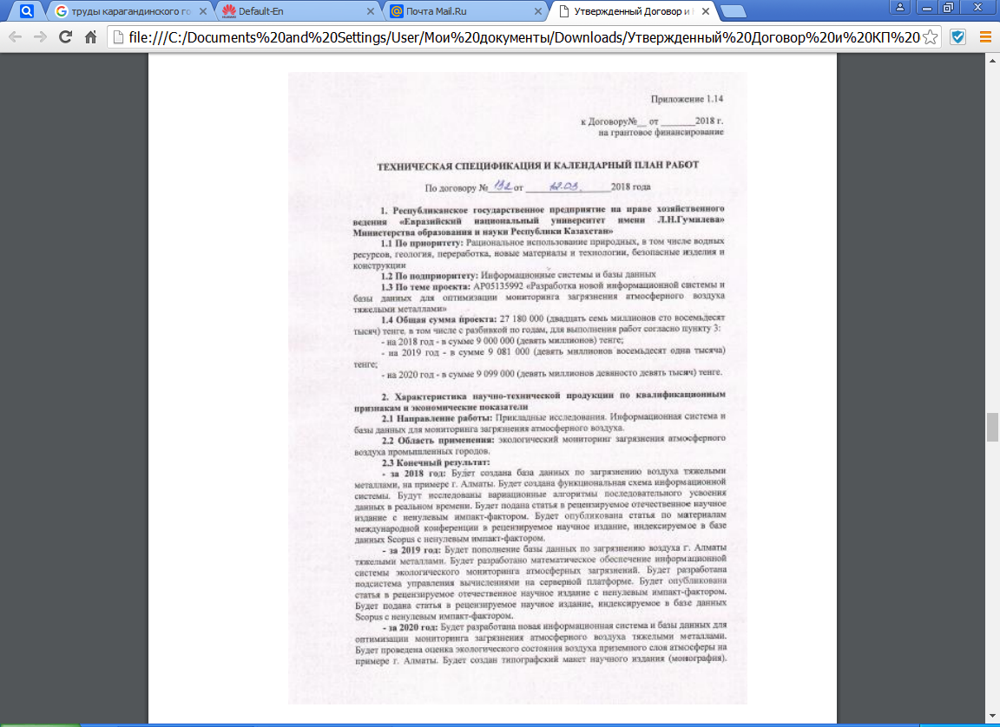 труды карагандинского го
Default-En
Почта Mail.Ru
Утвержденный Договор и
file:///C:/Documents%20and%20Settings/User/Мои%20документы/Downloads/Утвержденный%20Договор%20и%20КП%20
Приложение 1.14
к Договору№__ от _______2018 г.
на грантовое финансирование
ТЕХНИЧЕСКАЯ СПЕЦИФИКАЦИЯ И КАЛЕНДАРНЫЙ ПЛАН РАБОТ
По договору № 192 от 12.03. 2018 года
1. Республиканское государственное предприятие на праве хозяйственного
ведения «Евразийский национальный университет имени Л.Н.Гумилева»
Министерства образования и науки Республики Казахстан»
1.1 По приоритету: Рациональное использование природных, в том числе водных
ресурсов, геология, переработка, новые материалы и технологии, безопасные изделия и
конструкции
1.2 По подприоритету: Информационные системы и базы данных
1.3 По теме проекта: АР05135992 «Разработка новой информационной системы и
базы данных для оптимизации мониторинга загрязнения атмосферного воздуха
тяжелыми металлами»
1.4 Общая сумма проекта: 27 180 000 (двадцать семь миллионов сто восемьдесят
тысяч) тенге, в том числе с разбивкой по годам, для выполнения работ согласно пункту 3:
- на 2018 год - в сумме 9 000 000 (девять миллионов) тенге;
- на 2019 год - в сумме 9 081 000 (девять миллионов восемьдесят одна тысяча)
тенге;
- на 2020 год - в сумме 9 099 000 (девять миллионов девяносто девять тысяч) тенге.
2. Характеристика научно-технической продукции по квалификационным
признакам и экономические показатели
2.1 Направление работы: Прикладные исследования. Информационная система и
базы данных для мониторинга загрязнения атмосферного воздуха.
2.2 Область применения: экологический мониторинг загрязнения атмосферного
воздуха промышленных городов.
2.3 Конечный результат:
- за 2018 год: Будет создана база данных по загрязнению воздуха тяжелыми
металлами, на примере г. Алматы. Будет создана функциональная схема информационной
системы. Будут исследованы вариационные алгоритмы последовательного усвоения
данных в реальном времени. Будет подана статья в рецензируемое отечественное научное
издание с ненулевым импакт-фактором. Будет опубликована статья по материалам
международной конференции в рецензируемое научное издание, индексируемое в базе
данных Scopus с ненулевым импакт-фактором.
- за 2019 год: Будет пополнение базы данных по загрязнению воздуха г. Алматы
тяжелыми металлами. Будет разработано математическое обеспечение информационной
системы экологического мониторинга атмосферных загрязнений. Будет разработана
подсистема управления вычислениями на серверной платформе. Будет опубликована
статья в рецензируемое отечественное научное издание с ненулевым импакт-фактором.
Будет подана статья в рецензируемое научное издание, индексируемое в базе данных
Scopus с ненулевым импакт-фактором.
- за 2020 год: Будет разработана новая информационная система и базы данных для
оптимизации мониторинга загрязнения атмосферного воздуха тяжелыми металлами.
Будет проведена оценка экологического состояния воздуха приземного слоя атмосферы на
примере г. Алматы. Будет создан типографский макет научного издания (монография).